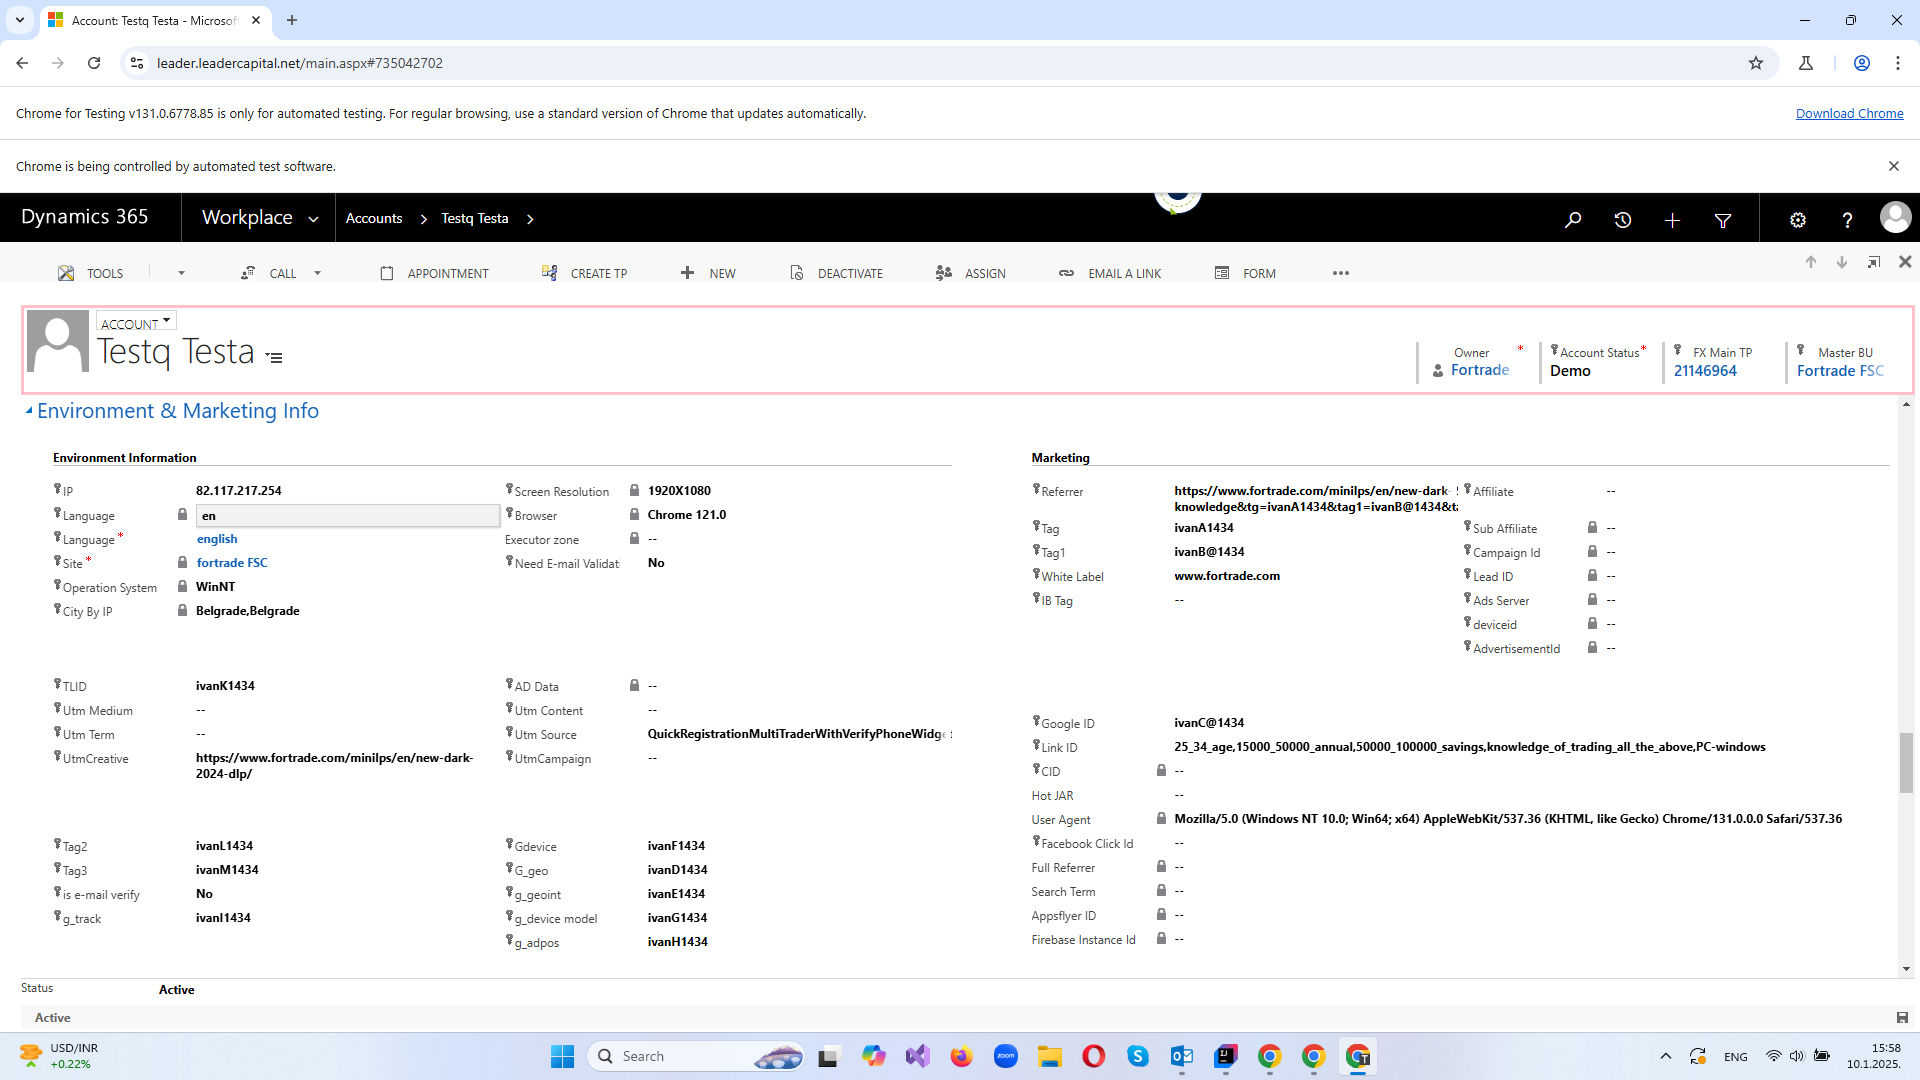 Account: Testq Testa - Microsof
leader.leadercapital.net/main.aspx#735042702
Chrome for Testing v131.0.6778.85 is only for automated testing. For regular browsing, use a standard version of Chrome that updates automatically.
Download Chrome
Chrome is being controlled by automated test software.
Dynamics 365
Workplace
Accounts
Testq Testa
TOOLS
CALL
APPOINTMENT
CREATE TP
NEW
DEACTIVATE
ASSIGN
EMAIL A LINK
FORM
ACCOUNT
Testq Testa
Owner *
Fortrade
Account Status *
Demo
FX Main TP
21146964
Master BU
Fortrade FSC
Environment & Marketing Info
Environment Information
IP 82.117.217.254
Language en
Language * english
Site * fortrade FSC
Operation System WinNT
City By IP Belgrade,Belgrade
Screen Resolution 1920X1080
Browser Chrome 121.0
Executor zone --
Need E-mail Validat No
TLID ivanK1434
Utm Medium --
Utm Term --
UtmCreative https://www.fortrade.com/minilps/en/new-dark-
2024-dlp/
AD Data --
Utm Content --
Utm Source QuickRegistrationMultiTraderWithVerifyPhoneWidge
UtmCampaign --
Tag2 ivanL1434
Tag3 ivanM1434
is e-mail verify No
g_track ivanI1434
Gdevice ivanF1434
G_geo ivanD1434
g_geoint ivanE1434
g_device model ivanG1434
g_adpos ivanH1434
Marketing
Referrer https://www.fortrade.com/minilps/en/new-dark-
knowledge&tg=ivanA1434&tag1=ivanB@1434&ta
Tag ivanA1434
Tag1 ivanB@1434
White Label www.fortrade.com
IB Tag --
Affiliate --
Sub Affiliate --
Campaign Id --
Lead ID --
Ads Server --
deviceid --
AdvertisementId --
Google ID ivanC@1434
Link ID 25_34_age,15000_50000_annual,50000_100000_savings,knowledge_of_trading_all_the_above,PC-windows
CID --
Hot JAR --
User Agent Mozilla/5.0 (Windows NT 10.0; Win64; x64) AppleWebKit/537.36 (KHTML, like Gecko) Chrome/131.0.0.0 Safari/537.36
Facebook Click Id --
Full Referrer --
Search Term --
Appsflyer ID --
Firebase Instance Id --
Status Active
Active
USD/INR
+0.22%
Search
zoom
ENG
15:58
10.1.2025.